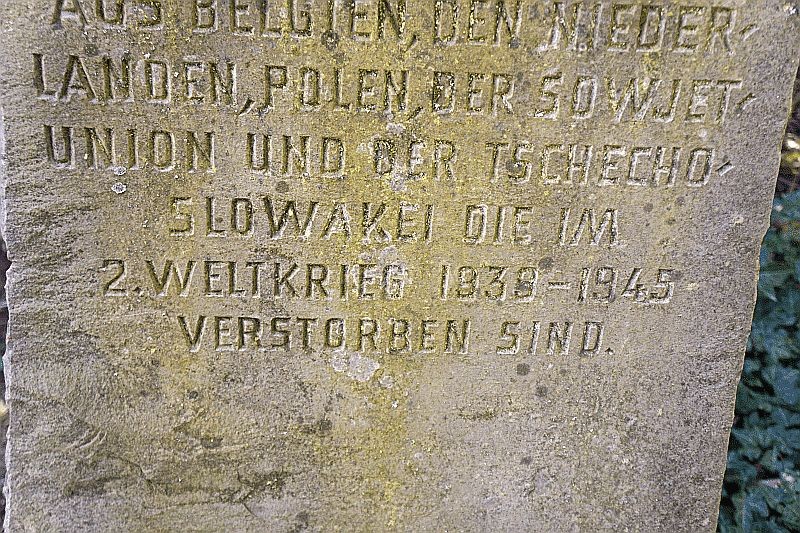 AUS BELGIEN, DEN NIEDER-
LANDEN, POLEN, DER SOWJET-
UNION UND DER TSCHECHO-
SLOWAKEI DIE IM
2. WELTKRIEG 1939-1945
VERSTORBEN SIND.